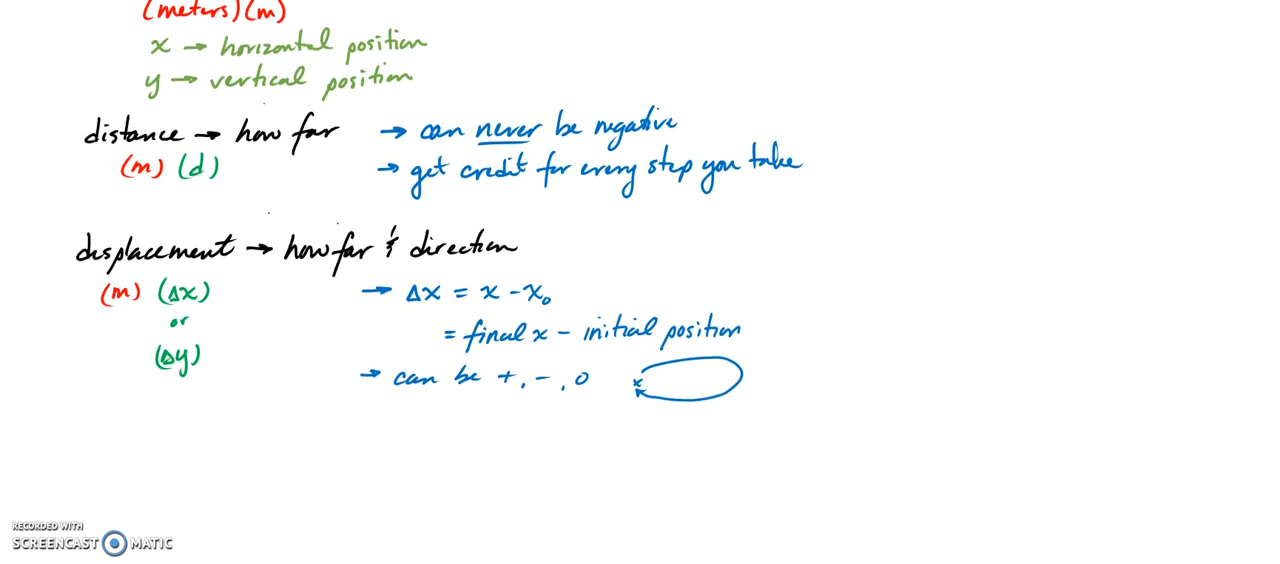 (meters) (m)
x → horizontal position
y → vertical position
distance → how far → can never be negative
(m) (d) → get credit for every step you take
displacement → how far & direction
(m) (Δx) → Δx = x - x₀
or
= final x - initial position
(Δy)
→ can be +, -, 0
x
RECORDED WITH
SCREENCAST MATIC